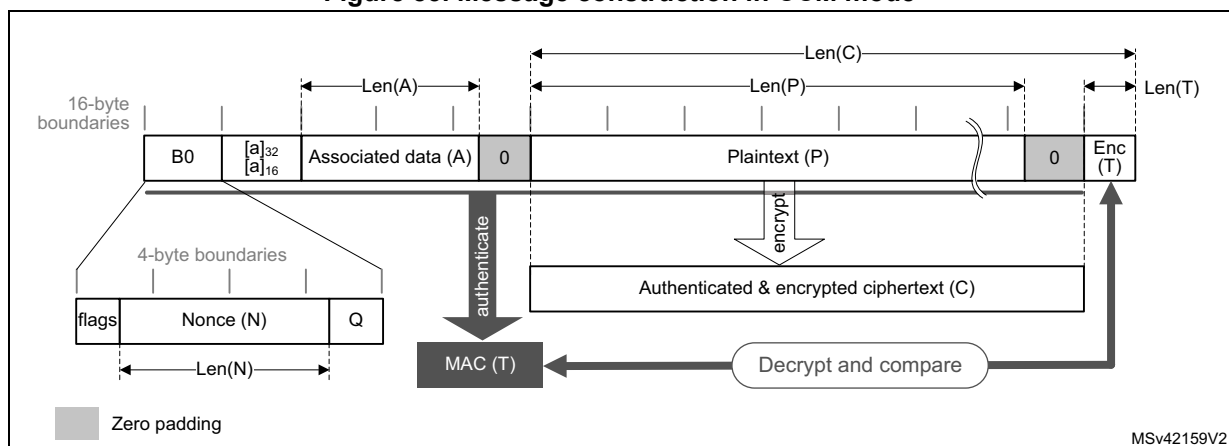 Figure 53. Message construction in CCM mode
Len(C)
Len(A)
Len(P)
Len(T)
16-byte
boundaries
B0
[a]32
[a]16
Associated data (A)
0
Plaintext (P)
0
Enc
(T)
authenticate
encrypt
4-byte boundaries
Authenticated & encrypted ciphertext (C)
flags
Nonce (N)
Q
Len(N)
MAC (T)
Decrypt and compare
Zero padding
MSv42159V2